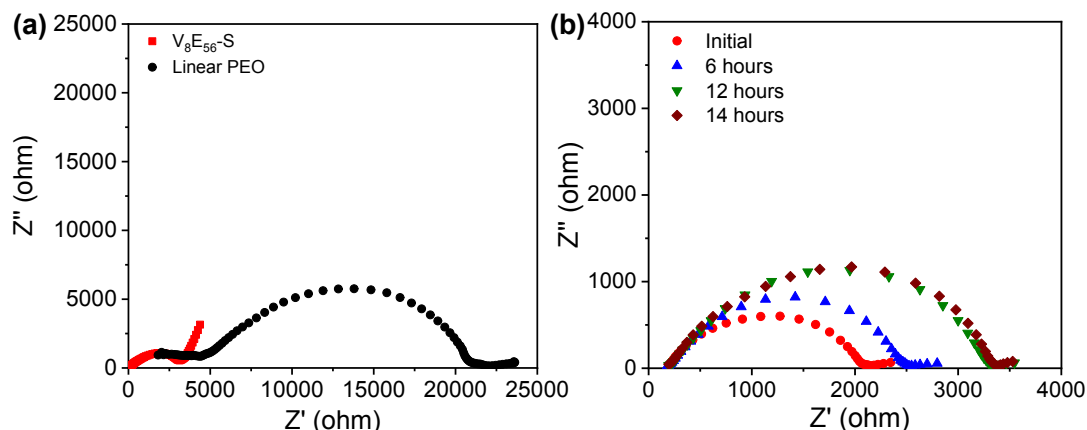 (a)
V₈E₅₆-S
Linear PEO
25000
20000
15000
10000
5000
0
Z'' (ohm)
0 5000 10000 15000 20000 25000
Z' (ohm)
(b)
Initial
6 hours
12 hours
14 hours
4000
3000
2000
1000
0
Z'' (ohm)
0 1000 2000 3000 4000
Z' (ohm)